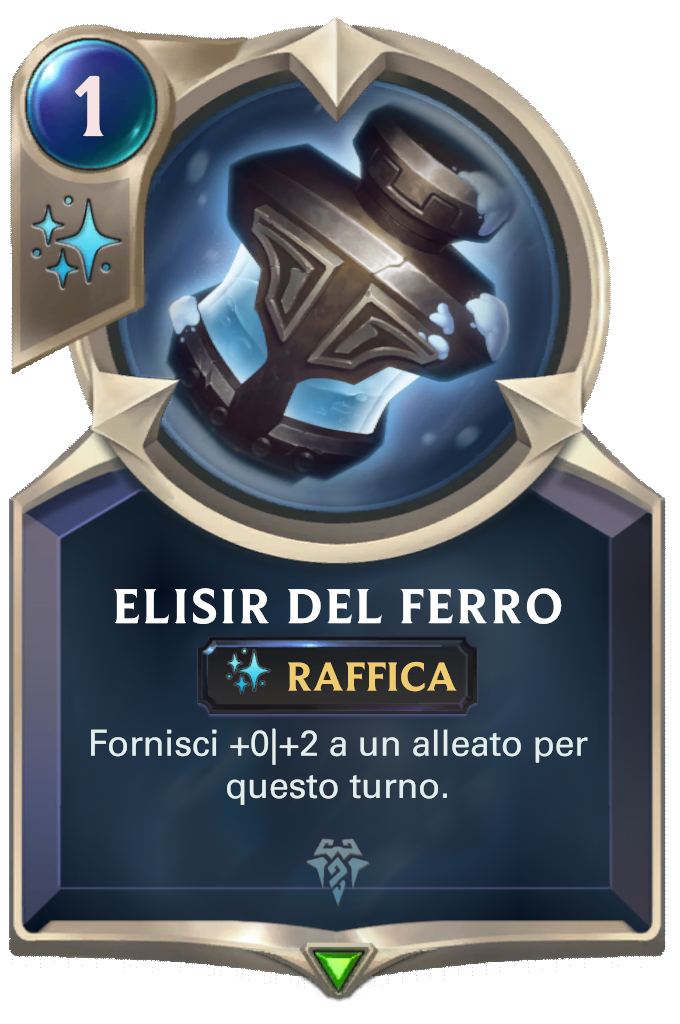 1
ELISIR DEL FERRO
RAFFICA
Fornisci +0|+2 a un alleato per
questo turno.